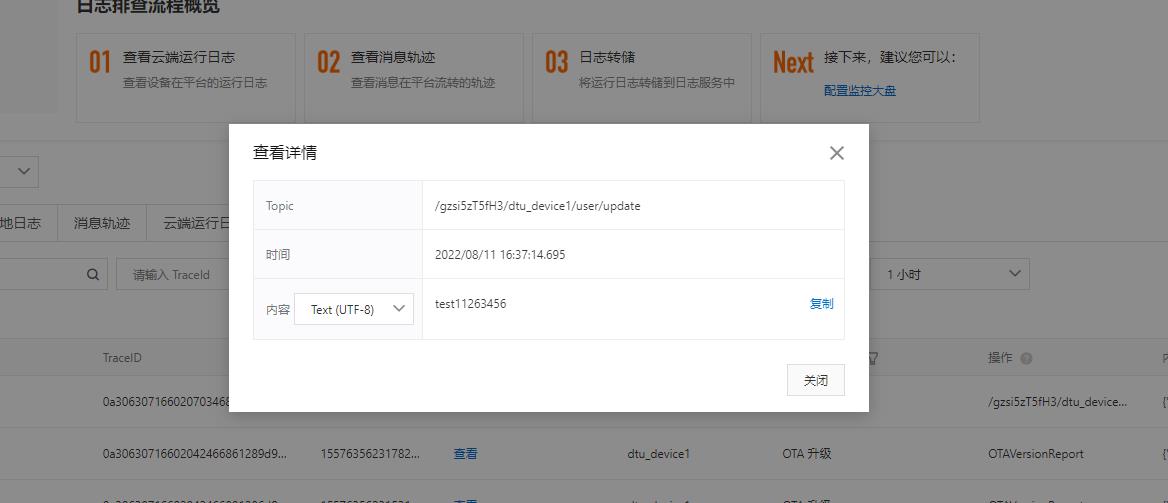 日志排查流程概览
01 查看云端运行日志
查看设备在平台的运行日志
02 查看消息轨迹
查看消息在平台流转的轨迹
03 日志转储
将运行日志转储到日志服务中
Next 接下来，建议您可以：
配置监控大盘
查看详情
Topic /gzsi5zT5fH3/dtu_device1/user/update
时间 2022/08/11 16:37:14.695
内容 Text (UTF-8) test11263456 复制
关闭
地日志 消息轨迹 云端运行日
请输入 TraceId 1 小时
TraceID 操作
0a306307166020703468 /gzsi5zT5fH3/dtu_device...
0a30630716602042466861289d9... 15576356231782... 查看 dtu_device1 OTA 升级 OTAVersionReport